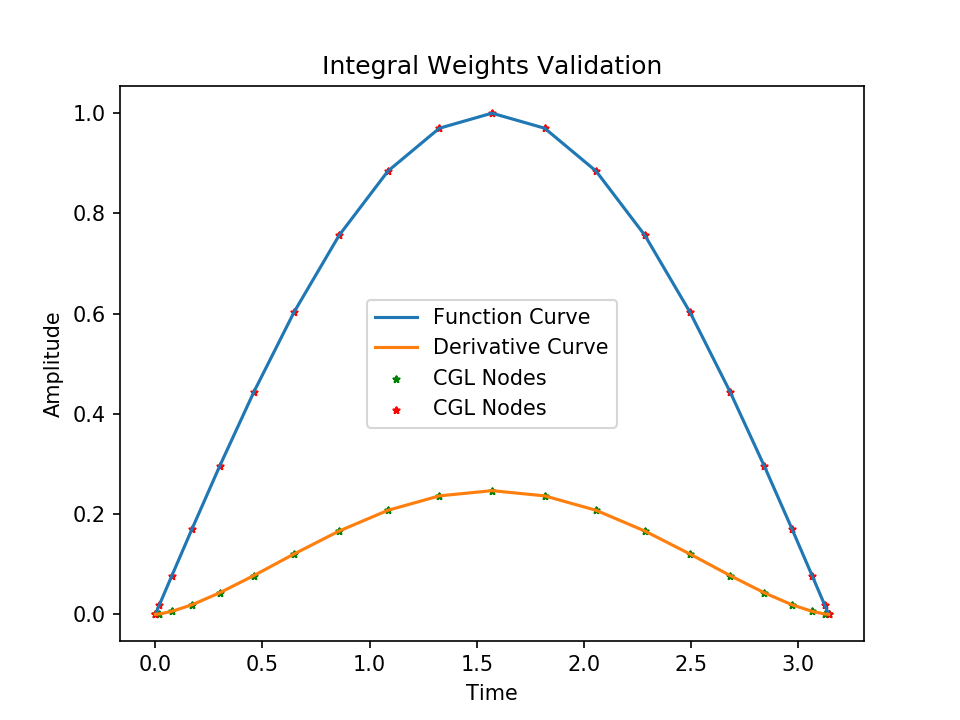 Integral Weights Validation
Amplitude
1.0
0.8
0.6
0.4
0.2
0.0
Function Curve
Derivative Curve
CGL Nodes
CGL Nodes
0.0 0.5 1.0 1.5 2.0 2.5 3.0
Time